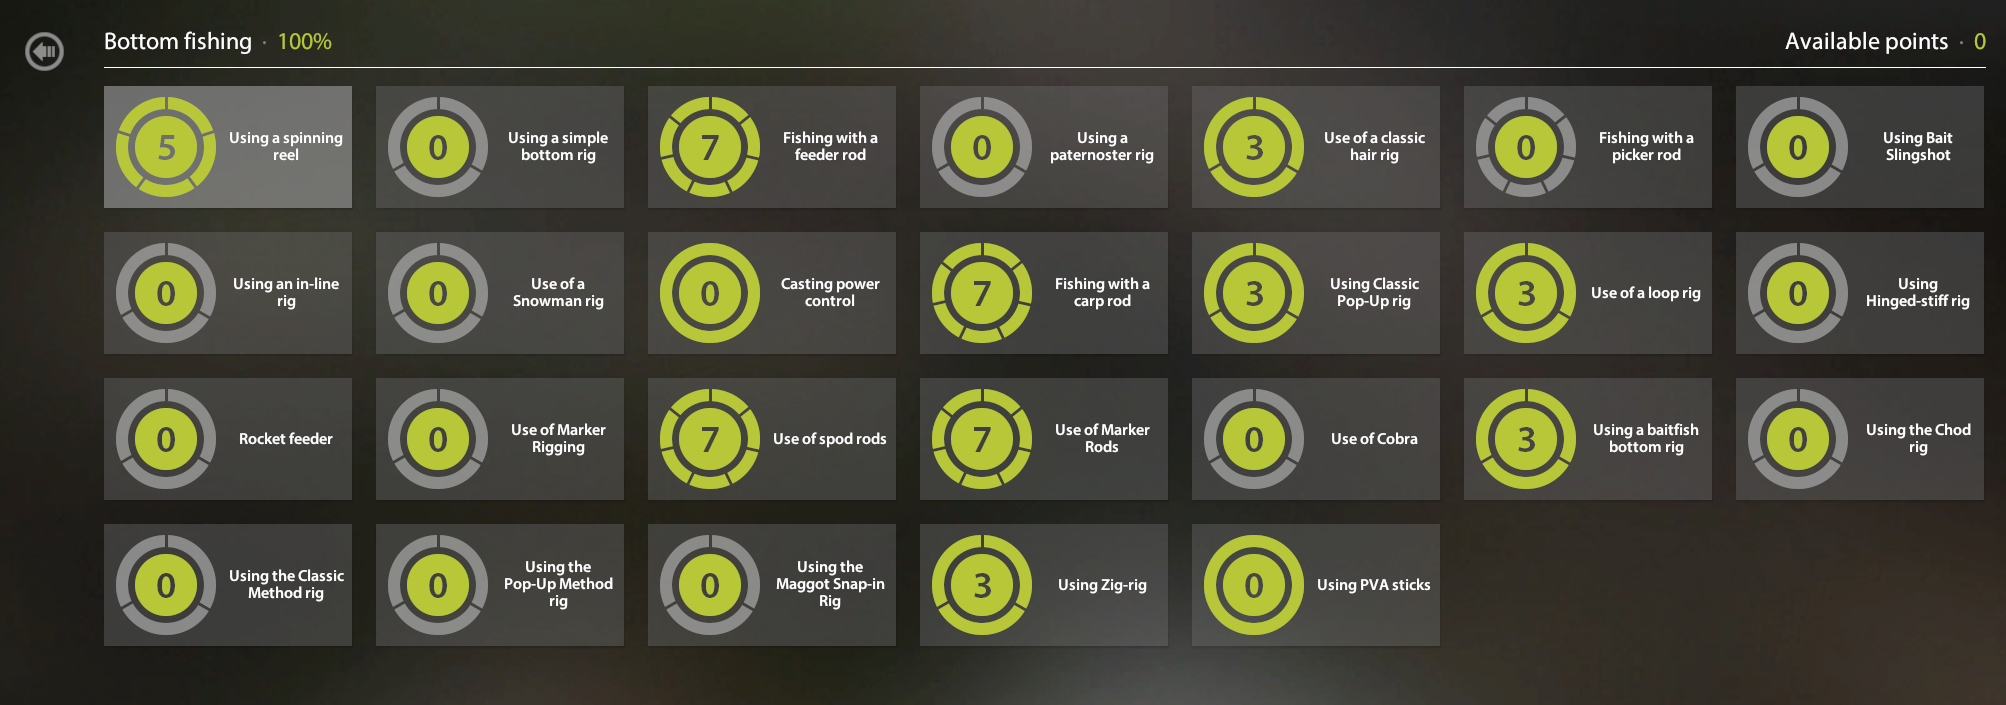 Bottom fishing · 100%
Available points · 0
5
Using a spinning
reel
0
Using a simple
bottom rig
7
Fishing with a
feeder rod
0
Using a
paternoster rig
3
Use of a classic
hair rig
0
Fishing with a
picker rod
0
Using Bait
Slingshot
0
Using an in-line
rig
0
Use of a
Snowman rig
0
Casting power
control
7
Fishing with a
carp rod
3
Using Classic
Pop-Up rig
3
Use of a loop rig
0
Using
Hinged-stiff rig
0
Rocket feeder
0
Use of Marker
Rigging
7
Use of spod rods
7
Use of Marker
Rods
0
Use of Cobra
3
Using a baitfish
bottom rig
0
Using the Chod
rig
0
Using the Classic
Method rig
0
Using the
Pop-Up Method
rig
0
Using the
Maggot Snap-in
Rig
3
Using Zig-rig
0
Using PVA sticks